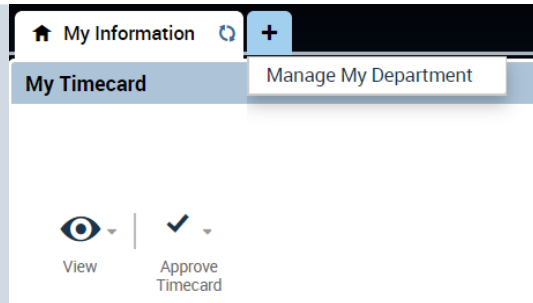 My Information +
Manage My Department
My Timecard
View
Approve
Timecard